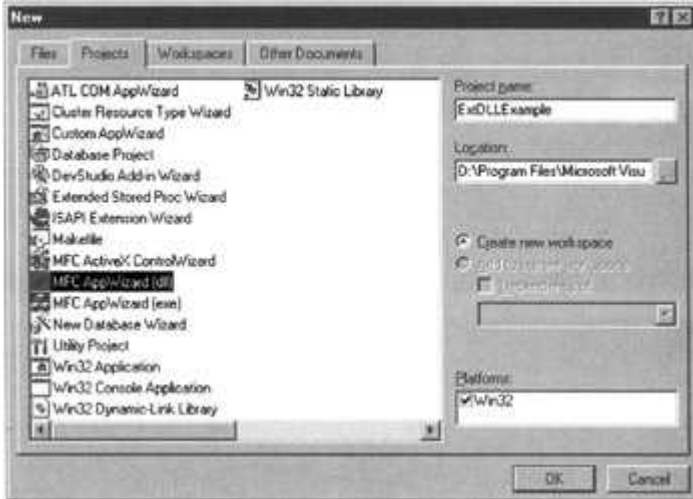 New
Files Projects Workspaces Other Documents
ATL COM AppWizard
Cluster Resource Type Wizard
Custom AppWizard
Database Project
DevStudio Add-in Wizard
Extended Stored Proc Wizard
ISAPI Extension Wizard
Makefile
MFC ActiveX ControlWizard
MFC AppWizard (dll)
MFC AppWizard (exe)
New Database Wizard
Utility Project
Win32 Application
Win32 Console Application
Win32 Dynamic-Link Library
Win32 Static Library
Project name:
ExtDLLExample
Location:
D:\Program Files\Microsoft Visu
...
Create new workspace
Platforms:
Win32
OK Cancel